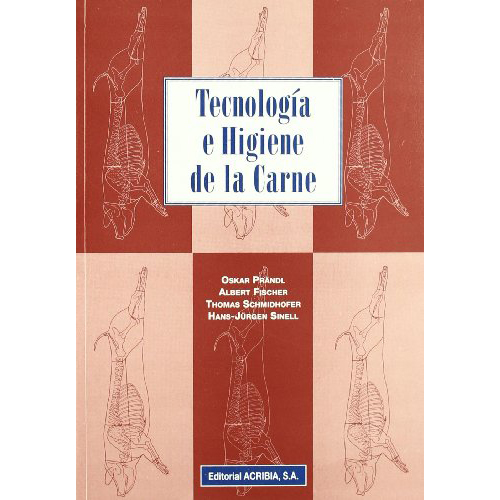 Tecnología
e Higiene
de la Carne
OSKAR PRÄNDL
ALBERT FISCHER
THOMAS SCHMIDHOFER
HANS-JÜRGEN SINELL
Editorial ACRIBIA, S.A.